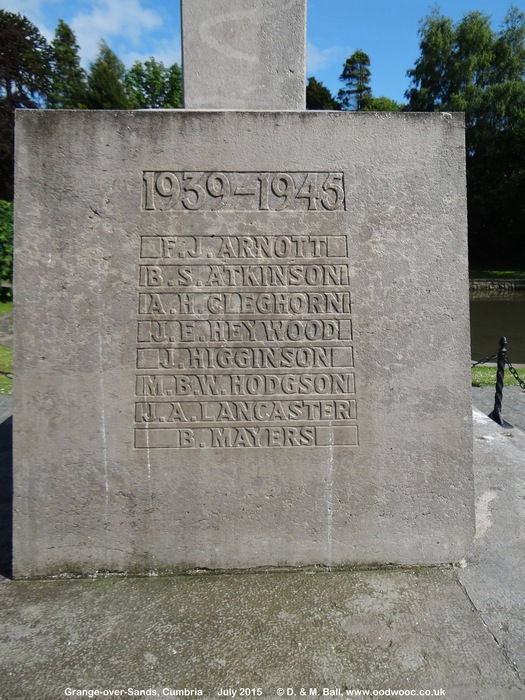 1939-1945
F. J. ARNOTT
B. S. ATKINSON
A. H. CLEGHORN
J. E. HEYWOOD
J. HIGGINSON
M. B. W. HODGSON
J. A. LANCASTER
B. MAYERS
Grange-over-Sands, Cumbria July 2015 © D. & M. Ball, www.oodwooc.co.uk